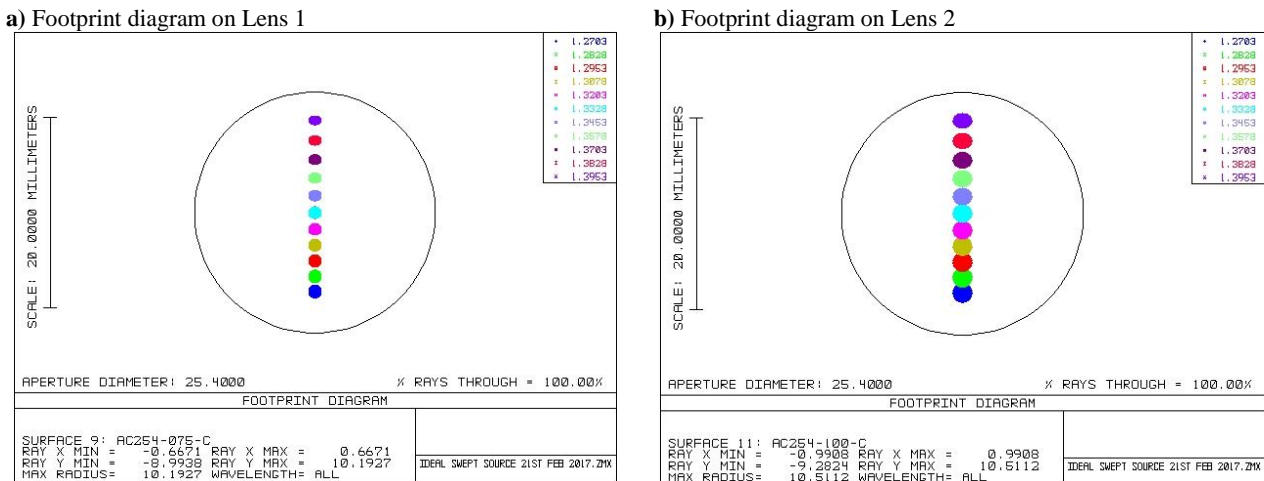 a) Footprint diagram on Lens 1
1.2703
1.2828
1.2953
1.3078
1.3203
1.3328
1.3453
1.3578
1.3703
1.3828
1.3953
SCALE: 20.0000 MILLIMETERS
APERTURE DIAMETER: 25.4000 % RAYS THROUGH = 100.00%
FOOTPRINT DIAGRAM
SURFACE 9: AC254-075-C
RAY X MIN = -0.6671 RAY X MAX = 0.6671
RAY Y MIN = -8.9938 RAY Y MAX = 10.1927
MAX RADIUS= 10.1927 WAVELENGTH= ALL
IDEAL SWEPT SOURCE 21ST FEB 2017.ZMX
b) Footprint diagram on Lens 2
1.2703
1.2828
1.2953
1.3078
1.3203
1.3328
1.3453
1.3578
1.3703
1.3828
1.3953
SCALE: 20.0000 MILLIMETERS
APERTURE DIAMETER: 25.4000 % RAYS THROUGH = 100.00%
FOOTPRINT DIAGRAM
SURFACE 11: AC254-100-C
RAY X MIN = -0.9908 RAY X MAX = 0.9908
RAY Y MIN = -9.2824 RAY Y MAX = 10.5112
MAX RADIUS= 10.5112 WAVELENGTH= ALL
IDEAL SWEPT SOURCE 21ST FEB 2017.ZMX